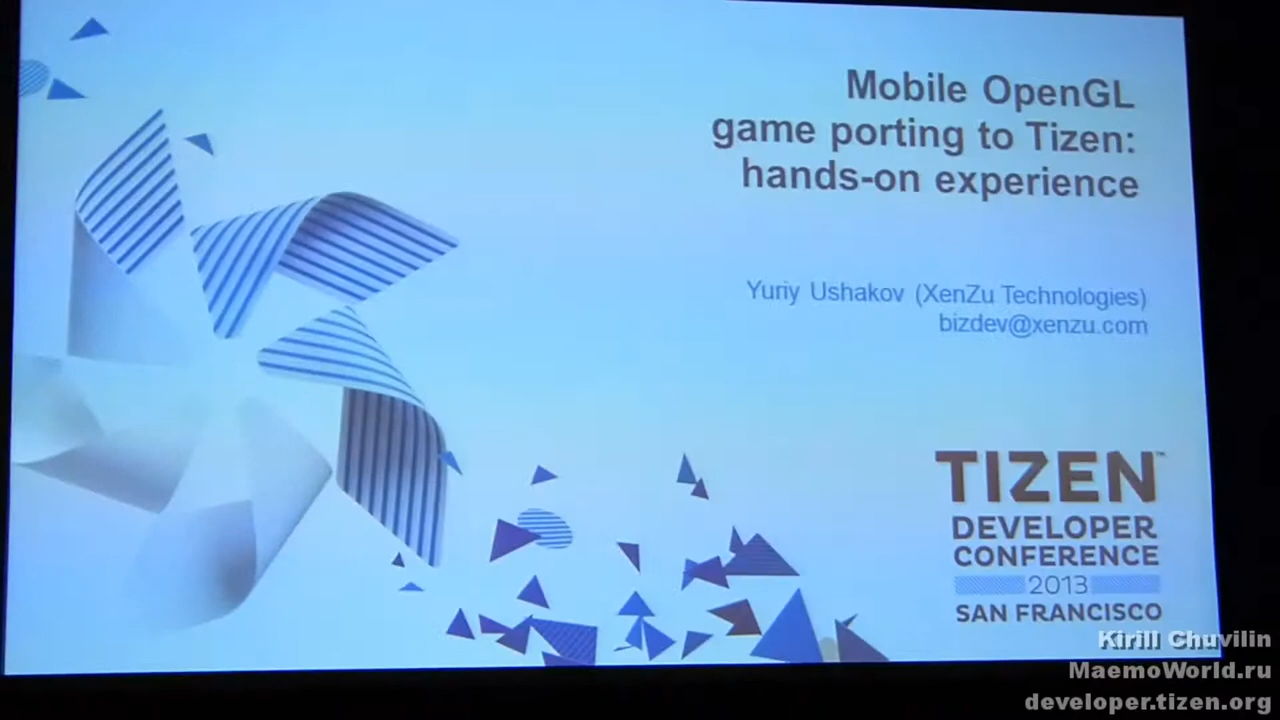 Mobile OpenGL
game porting to Tizen:
hands-on experience
Yuriy Ushakov (XenZu Technologies)
bizdev@xenzu.com
TIZEN™
DEVELOPER
CONFERENCE
2013
SAN FRANCISCO
Kirill Chuvilin
MaemoWorld.ru
developer.tizen.org